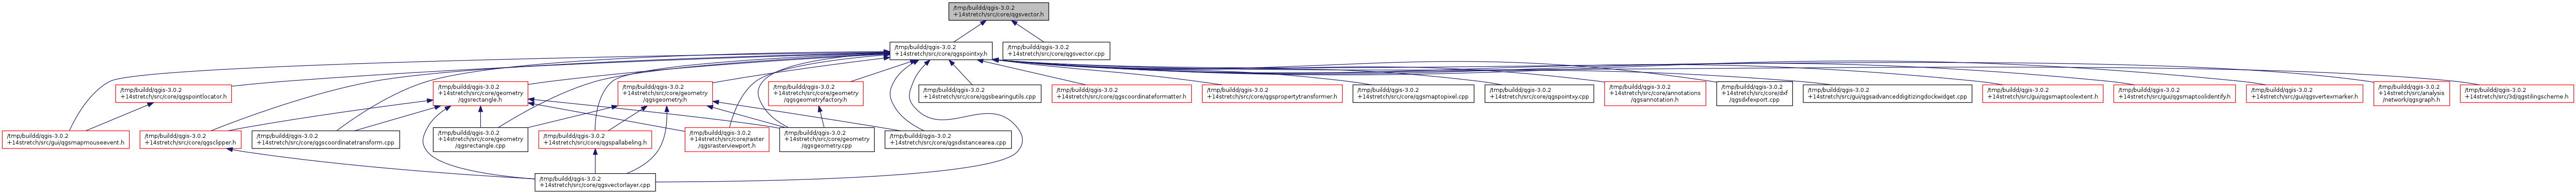 /tmp/buildd/qgis-3.0.2
+14stretch/src/core/qgsvector.h
/tmp/buildd/qgis-3.0.2
+14stretch/src/core/qgspointxy.h
/tmp/buildd/qgis-3.0.2
+14stretch/src/core/qgsvector.cpp
/tmp/buildd/qgis-3.0.2
+14stretch/src/core/qgspointlocator.h
/tmp/buildd/qgis-3.0.2
+14stretch/src/core/geometry
/qgsrectangle.h
/tmp/buildd/qgis-3.0.2
+14stretch/src/core/geometry
/qgsgeometry.h
/tmp/buildd/qgis-3.0.2
+14stretch/src/core/geometry
/qgsgeometryfactory.h
/tmp/buildd/qgis-3.0.2
+14stretch/src/core/qgsbearingutils.cpp
/tmp/buildd/qgis-3.0.2
+14stretch/src/core/qgscoordinateformatter.h
/tmp/buildd/qgis-3.0.2
+14stretch/src/core/qgspropertytransformer.h
/tmp/buildd/qgis-3.0.2
+14stretch/src/core/qgsmaptopixel.cpp
/tmp/buildd/qgis-3.0.2
+14stretch/src/core/qgspointxy.cpp
/tmp/buildd/qgis-3.0.2
+14stretch/src/core/annotations
/qgsannotation.h
/tmp/buildd/qgis-3.0.2
+14stretch/src/core/dxf
/qgsdxfexport.cpp
/tmp/buildd/qgis-3.0.2
+14stretch/src/gui/qgsadvanceddigitizingdockwidget.cpp
/tmp/buildd/qgis-3.0.2
+14stretch/src/gui/qgsmaptoolextent.h
/tmp/buildd/qgis-3.0.2
+14stretch/src/gui/qgsmaptoolidentify.h
/tmp/buildd/qgis-3.0.2
+14stretch/src/gui/qgsvertexmarker.h
/tmp/buildd/qgis-3.0.2
+14stretch/src/analysis
/network/qgsgraph.h
/tmp/buildd/qgis-3.0.2
+14stretch/src/3d/qgstilingscheme.h
/tmp/buildd/qgis-3.0.2
+14stretch/src/gui/qgsmapmouseevent.h
/tmp/buildd/qgis-3.0.2
+14stretch/src/core/qgsclipper.h
/tmp/buildd/qgis-3.0.2
+14stretch/src/core/qgscoordinatetransform.cpp
/tmp/buildd/qgis-3.0.2
+14stretch/src/core/geometry
/qgsrectangle.cpp
/tmp/buildd/qgis-3.0.2
+14stretch/src/core/qgspallabeling.h
/tmp/buildd/qgis-3.0.2
+14stretch/src/core/raster
/qgsrasterviewport.h
/tmp/buildd/qgis-3.0.2
+14stretch/src/core/geometry
/qgsgeometry.cpp
/tmp/buildd/qgis-3.0.2
+14stretch/src/core/qgsdistancearea.cpp
/tmp/buildd/qgis-3.0.2
+14stretch/src/core/qgsvectorlayer.cpp